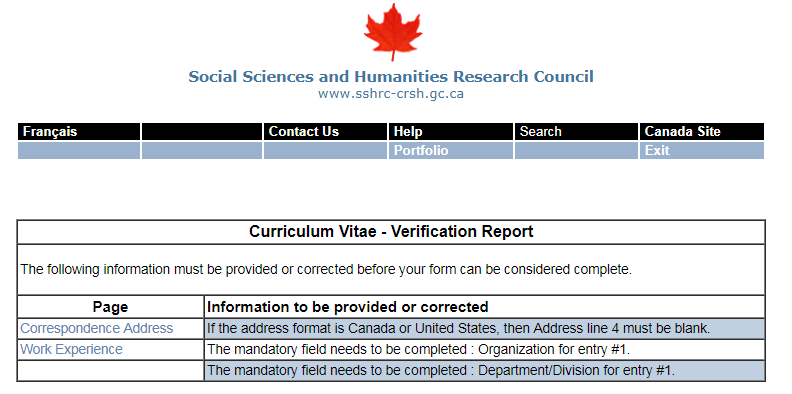 Social Sciences and Humanities Research Council
www.sshrc-crsh.gc.ca
Français Contact Us Help Search Canada Site
Portfolio Exit
Curriculum Vitae - Verification Report
The following information must be provided or corrected before your form can be considered complete.
Page Information to be provided or corrected
Correspondence Address If the address format is Canada or United States, then Address line 4 must be blank.
Work Experience The mandatory field needs to be completed : Organization for entry #1.
The mandatory field needs to be completed : Department/Division for entry #1.